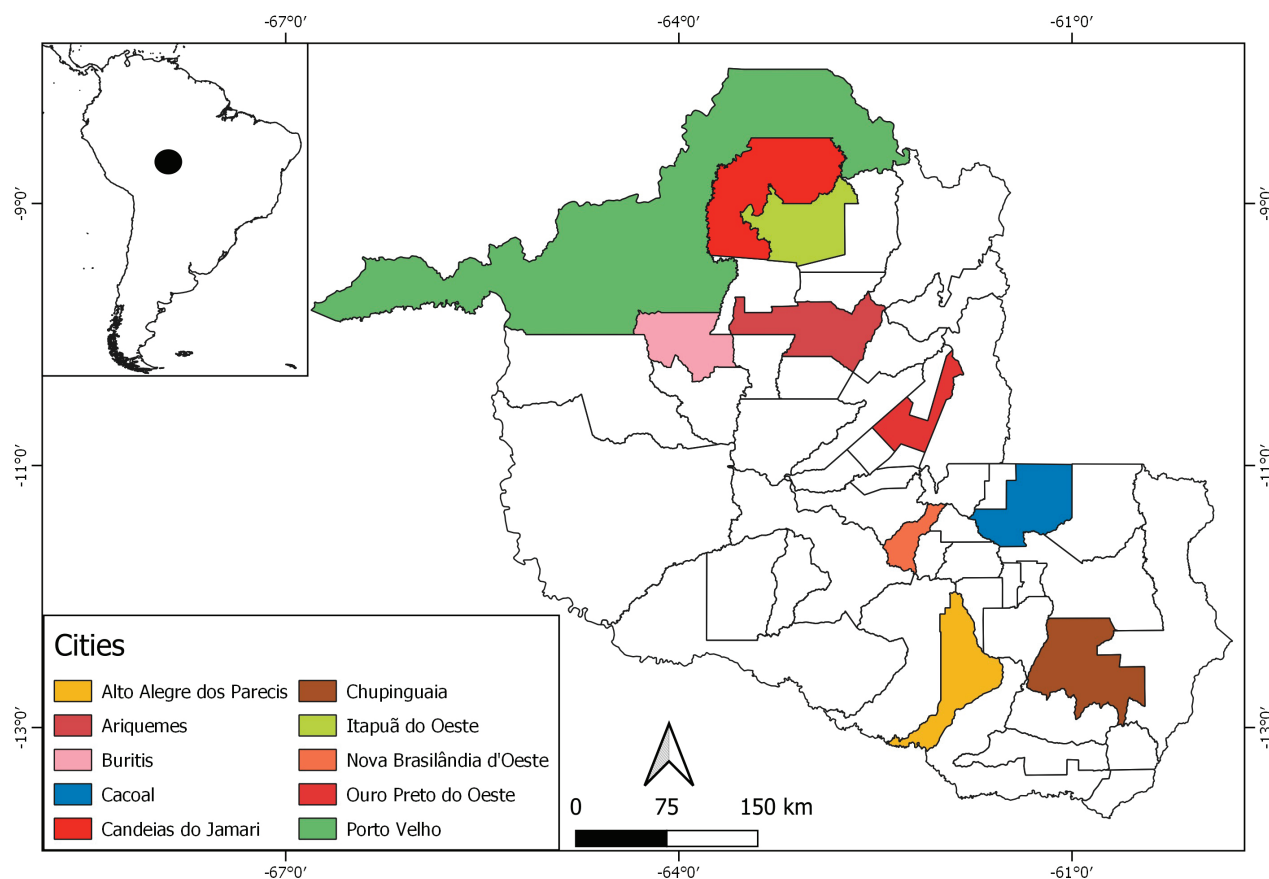 -67°0′ -64°0′ -61°0′
-9°0′ -9°0′
-11°0′ -11°0′
Cities
Alto Alegre dos Parecis Chupinguaia
Ariquemes Itapuã do Oeste
Buritis Nova Brasilândia d'Oeste
Cacoal Ouro Preto do Oeste
Candeias do Jamari Porto Velho
-13°0′ -13°0′
0 75 150 km
-67°0′ -64°0′ -61°0′